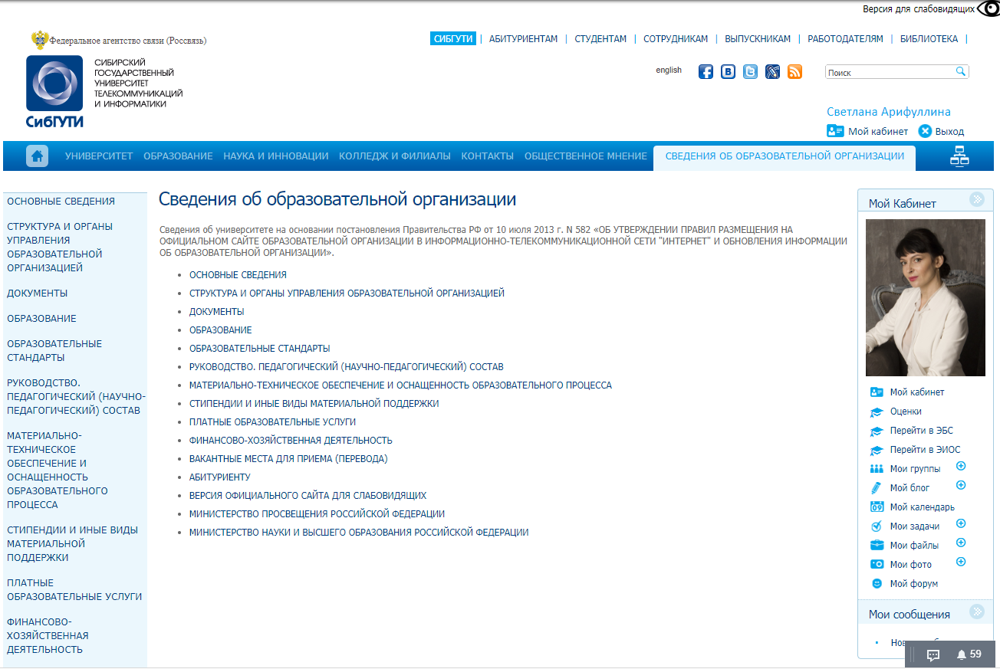 Версия для слабовидящих
Федеральное агентство связи (Россвязь)
СИБГУТИ | АБИТУРИЕНТАМ | СТУДЕНТАМ | СОТРУДНИКАМ | ВЫПУСКНИКАМ | РАБОТОДАТЕЛЯМ | БИБЛИОТЕКА |
СИБИРСКИЙ
ГОСУДАРСТВЕННЫЙ
УНИВЕРСИТЕТ
ТЕЛЕКОММУНИКАЦИЙ
И ИНФОРМАТИКИ
СибГУТИ
english
Поиск
Светлана Арифуллина
Мой кабинет Выход
УНИВЕРСИТЕТ ОБРАЗОВАНИЕ НАУКА И ИННОВАЦИИ КОЛЛЕДЖ И ФИЛИАЛЫ КОНТАКТЫ ОБЩЕСТВЕННОЕ МНЕНИЕ СВЕДЕНИЯ ОБ ОБРАЗОВАТЕЛЬНОЙ ОРГАНИЗАЦИИ
ОСНОВНЫЕ СВЕДЕНИЯ
СТРУКТУРА И ОРГАНЫ
УПРАВЛЕНИЯ
ОБРАЗОВАТЕЛЬНОЙ
ОРГАНИЗАЦИЕЙ
ДОКУМЕНТЫ
ОБРАЗОВАНИЕ
ОБРАЗОВАТЕЛЬНЫЕ
СТАНДАРТЫ
РУКОВОДСТВО.
ПЕДАГОГИЧЕСКИЙ (НАУЧНО-
ПЕДАГОГИЧЕСКИЙ) СОСТАВ
МАТЕРИАЛЬНО-
ТЕХНИЧЕСКОЕ
ОБЕСПЕЧЕНИЕ И
ОСНАЩЕННОСТЬ
ОБРАЗОВАТЕЛЬНОГО
ПРОЦЕССА
СТИПЕНДИИ И ИНЫЕ ВИДЫ
МАТЕРИАЛЬНОЙ
ПОДДЕРЖКИ
ПЛАТНЫЕ
ОБРАЗОВАТЕЛЬНЫЕ УСЛУГИ
ФИНАНСОВО-
ХОЗЯЙСТВЕННАЯ
ДЕЯТЕЛЬНОСТЬ
Сведения об образовательной организации
Сведения об университете на основании постановления Правительства РФ от 10 июля 2013 г. N 582 «ОБ УТВЕРЖДЕНИИ ПРАВИЛ РАЗМЕЩЕНИЯ НА
ОФИЦИАЛЬНОМ САЙТЕ ОБРАЗОВАТЕЛЬНОЙ ОРГАНИЗАЦИИ В ИНФОРМАЦИОННО-ТЕЛЕКОММУНИКАЦИОННОЙ СЕТИ "ИНТЕРНЕТ" И ОБНОВЛЕНИЯ ИНФОРМАЦИИ
ОБ ОБРАЗОВАТЕЛЬНОЙ ОРГАНИЗАЦИИ».
• ОСНОВНЫЕ СВЕДЕНИЯ
• СТРУКТУРА И ОРГАНЫ УПРАВЛЕНИЯ ОБРАЗОВАТЕЛЬНОЙ ОРГАНИЗАЦИЕЙ
• ДОКУМЕНТЫ
• ОБРАЗОВАНИЕ
• ОБРАЗОВАТЕЛЬНЫЕ СТАНДАРТЫ
• РУКОВОДСТВО. ПЕДАГОГИЧЕСКИЙ (НАУЧНО-ПЕДАГОГИЧЕСКИЙ) СОСТАВ
• МАТЕРИАЛЬНО-ТЕХНИЧЕСКОЕ ОБЕСПЕЧЕНИЕ И ОСНАЩЕННОСТЬ ОБРАЗОВАТЕЛЬНОГО ПРОЦЕССА
• СТИПЕНДИИ И ИНЫЕ ВИДЫ МАТЕРИАЛЬНОЙ ПОДДЕРЖКИ
• ПЛАТНЫЕ ОБРАЗОВАТЕЛЬНЫЕ УСЛУГИ
• ФИНАНСОВО-ХОЗЯЙСТВЕННАЯ ДЕЯТЕЛЬНОСТЬ
• ВАКАНТНЫЕ МЕСТА ДЛЯ ПРИЕМА (ПЕРЕВОДА)
• АБИТУРИЕНТУ
• ВЕРСИЯ ОФИЦИАЛЬНОГО САЙТА ДЛЯ СЛАБОВИДЯЩИХ
• МИНИСТЕРСТВО ПРОСВЕЩЕНИЯ РОССИЙСКОЙ ФЕДЕРАЦИИ
• МИНИСТЕРСТВО НАУКИ И ВЫСШЕГО ОБРАЗОВАНИЯ РОССИЙСКОЙ ФЕДЕРАЦИИ
Мой Кабинет
Мой кабинет
Оценки
Перейти в ЭБС
Перейти в ЭИОС
Мои группы
Мой блог
Мой календарь
Мои задачи
Мои файлы
Мои фото
Мой форум
Мои сообщения
59